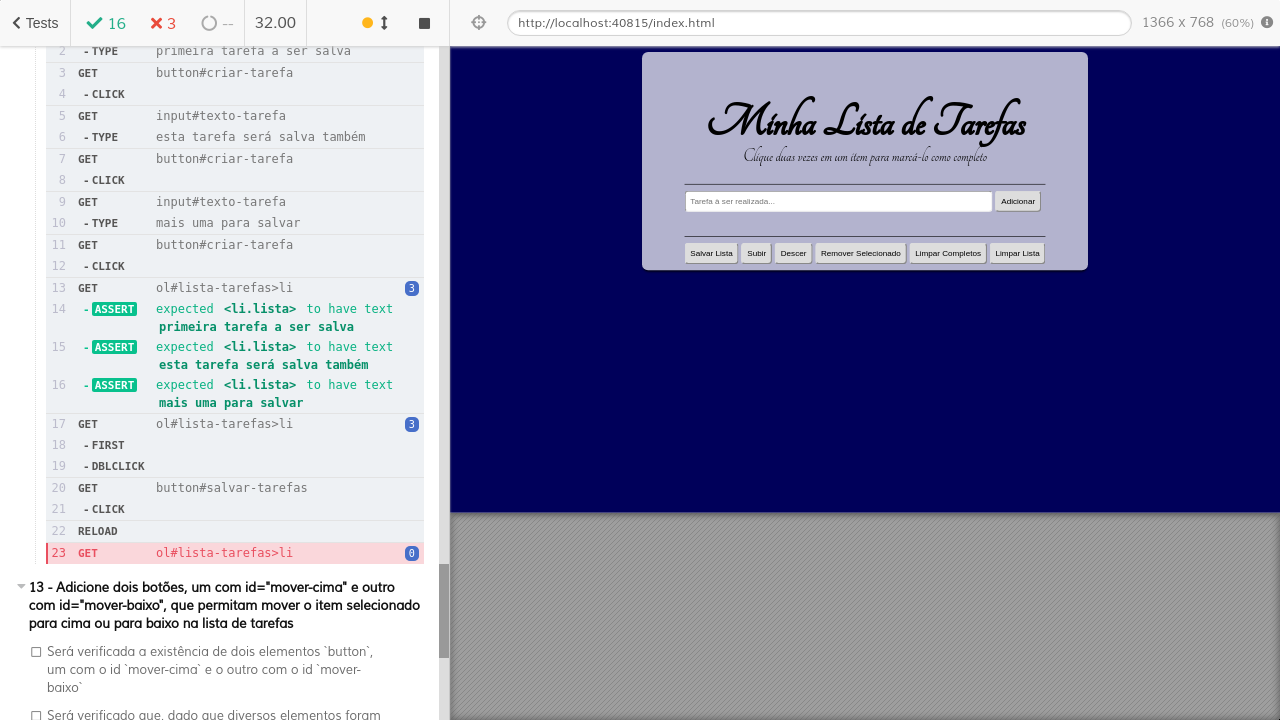 Tests 16 3 -- 32.00
2 -TYPE primeira tarefa a ser salva
3 GET button#criar-tarefa
4 -CLICK
5 GET input#texto-tarefa
6 -TYPE esta tarefa será salva também
7 GET button#criar-tarefa
8 -CLICK
9 GET input#texto-tarefa
10 -TYPE mais uma para salvar
11 GET button#criar-tarefa
12 -CLICK
13 GET ol#lista-tarefas>li 3
14 -ASSERT expected <li.lista> to have text
primeira tarefa a ser salva
15 -ASSERT expected <li.lista> to have text
esta tarefa será salva também
16 -ASSERT expected <li.lista> to have text
mais uma para salvar
17 GET ol#lista-tarefas>li 3
18 -FIRST
19 -DBLCLICK
20 GET button#salvar-tarefas
21 -CLICK
22 RELOAD
23 GET ol#lista-tarefas>li 0
13 - Adicione dois botões, um com id="mover-cima" e outro
com id="mover-baixo", que permitam mover o item selecionado
para cima ou para baixo na lista de tarefas
Será verificada a existência de dois elementos `button`,
um com o id `mover-cima` e o outro com o id `mover-
baixo`
Será verificado que, dado que diversos elementos foram
http://localhost:40815/index.html 1366 x 768 (60%)
Minha Lista de Tarefas
Clique duas vezes em um item para marcá-lo como completo
Tarefa à ser realizada... Adicionar
Salvar Lista Subir Descer Remover Selecionado Limpar Completos Limpar Lista